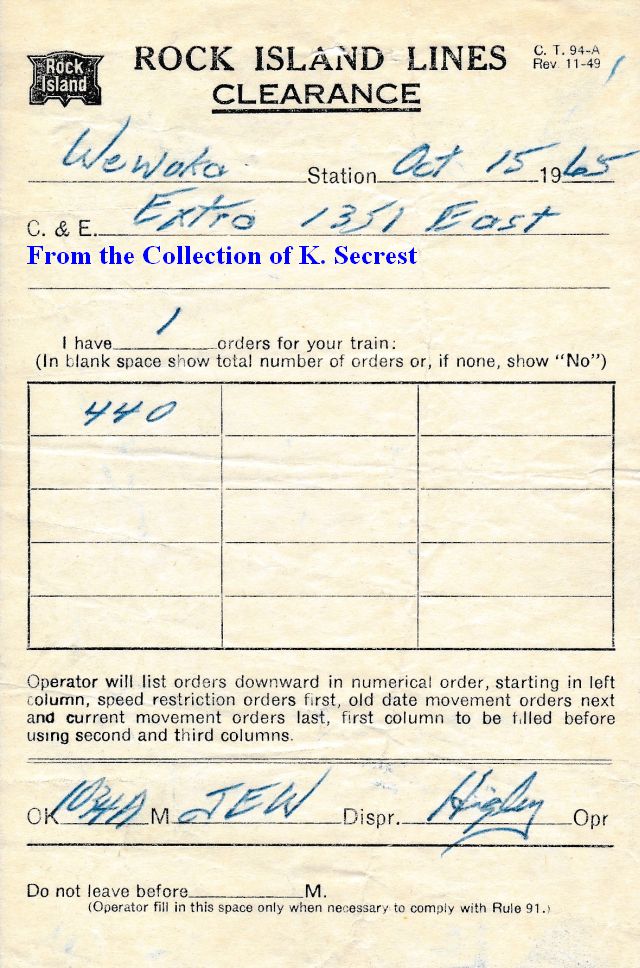 Rock Island
ROCK ISLAND LINES
C. T. 94-A
Rev. 11-49
1
CLEARANCE
Wewoka Station Oct 15 1965
C. & E. Extra 1351 East
From the Collection of K. Secrest
I have 1 orders for your train:
(In blank space show total number of orders or, if none, show "No")
440
Operator will list orders downward in numerical order, starting in left
column, speed restriction orders first, old date movement orders next
and current movement orders last, first column to be filled before
using second and third columns.
OK 1034A M JEW Dispr. Higley Opr
Do not leave before M.
(Operator fill in this space only when necessary to comply with Rule 91.)